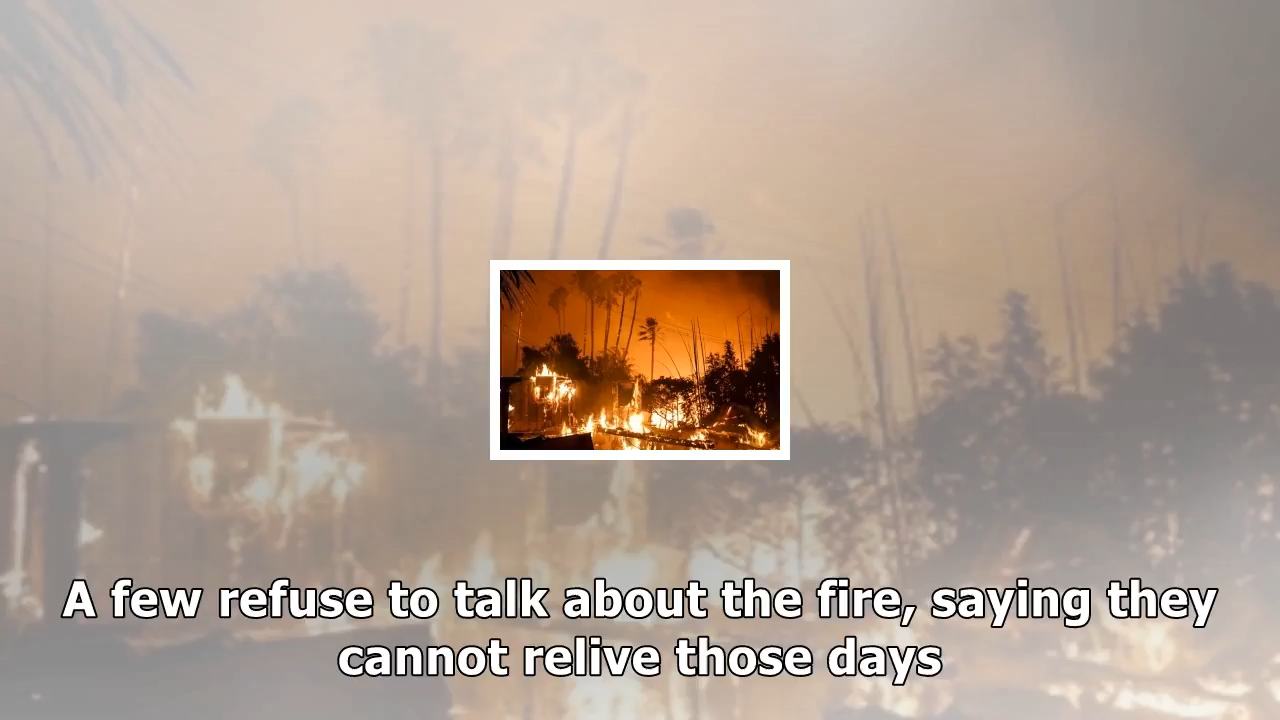 A few refuse to talk about the fire, saying they
cannot relive those days